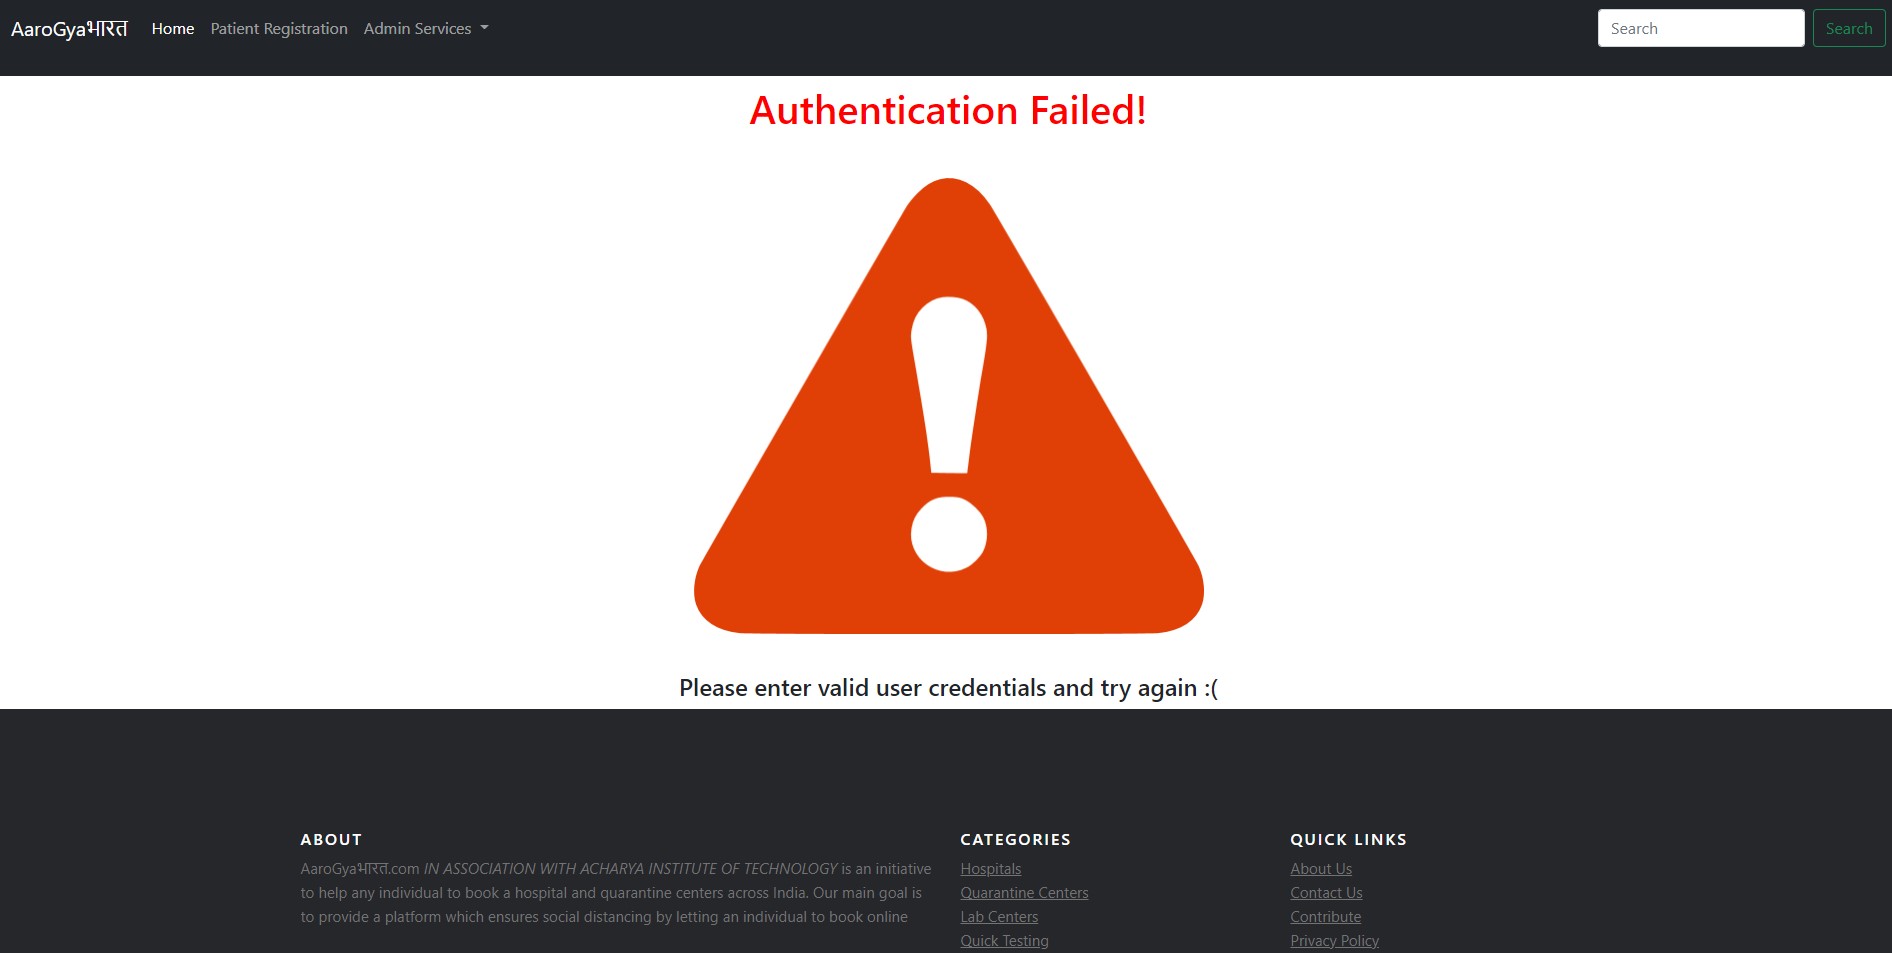 AaroGyaभारत Home Patient Registration Admin Services Search Search
Authentication Failed!
Please enter valid user credentials and try again :(
ABOUT
AaroGyaभारत.com IN ASSOCIATION WITH ACHARYA INSTITUTE OF TECHNOLOGY is an initiative
to help any individual to book a hospital and quarantine centers across India. Our main goal is
to provide a platform which ensures social distancing by letting an individual to book online
CATEGORIES
Hospitals
Quarantine Centers
Lab Centers
Quick Testing
QUICK LINKS
About Us
Contact Us
Contribute
Privacy Policy